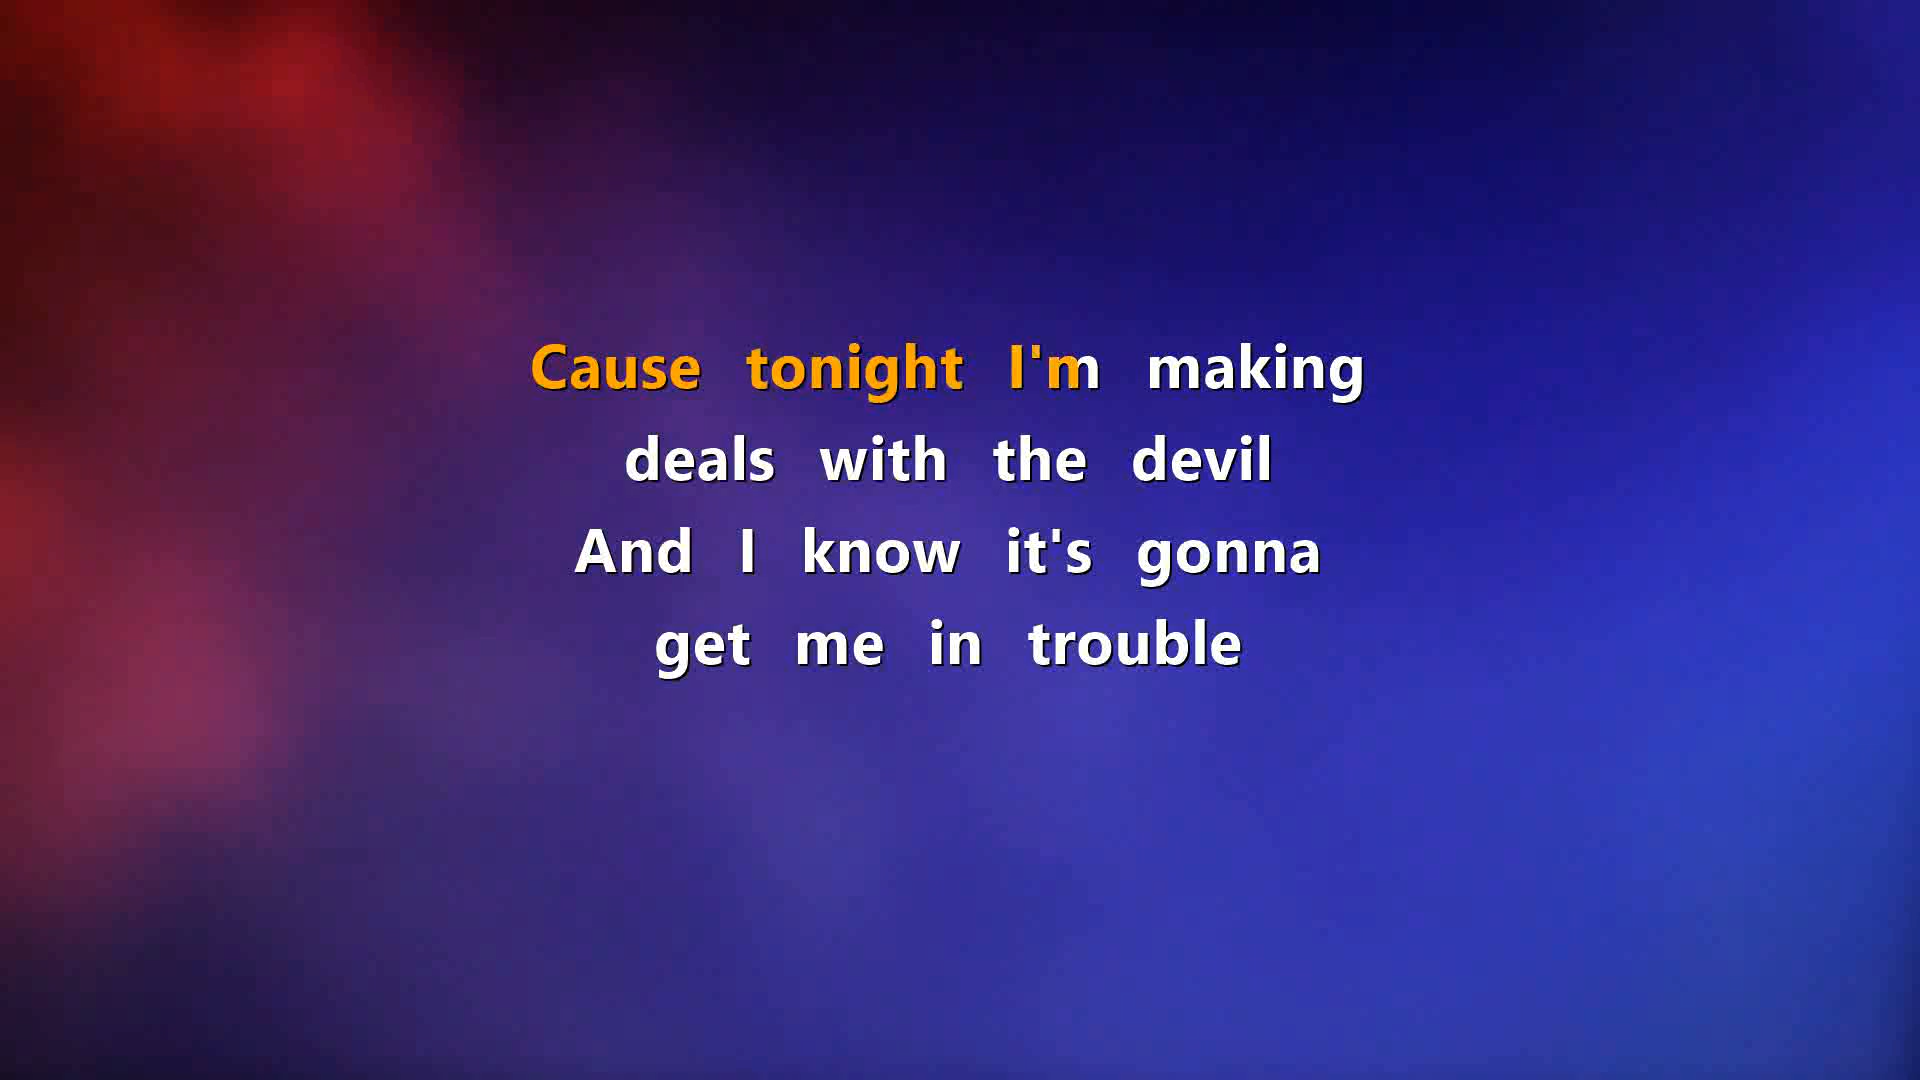 Cause tonight I'm making
deals with the devil
And I know it's gonna
get me in trouble